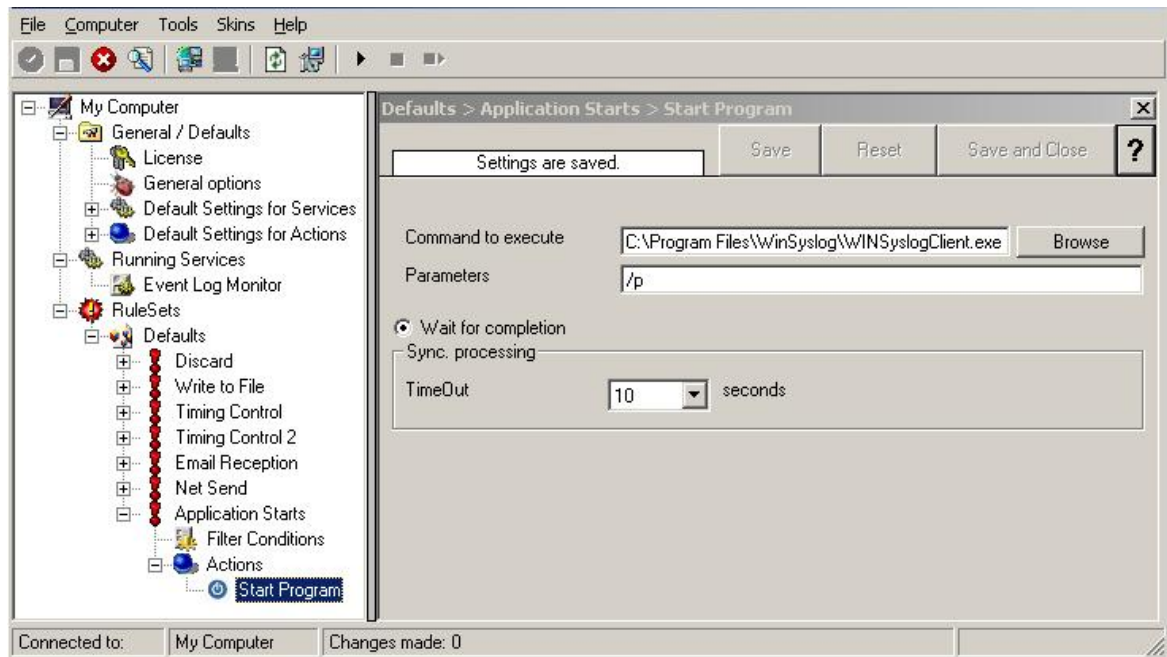 File Computer Tools Skins Help
My Computer
General / Defaults
License
General options
Default Settings for Services
Default Settings for Actions
Running Services
Event Log Monitor
RuleSets
Defaults
Discard
Write to File
Timing Control
Timing Control 2
Email Reception
Net Send
Application Starts
Filter Conditions
Actions
Start Program
Defaults > Application Starts > Start Program
Settings are saved.
Save Reset Save and Close ?
Command to execute C:\Program Files\WinSyslog\WINSyslogClient.exe Browse
Parameters /p
Wait for completion
Sync. processing
TimeOut 10 seconds
Connected to: My Computer Changes made: 0